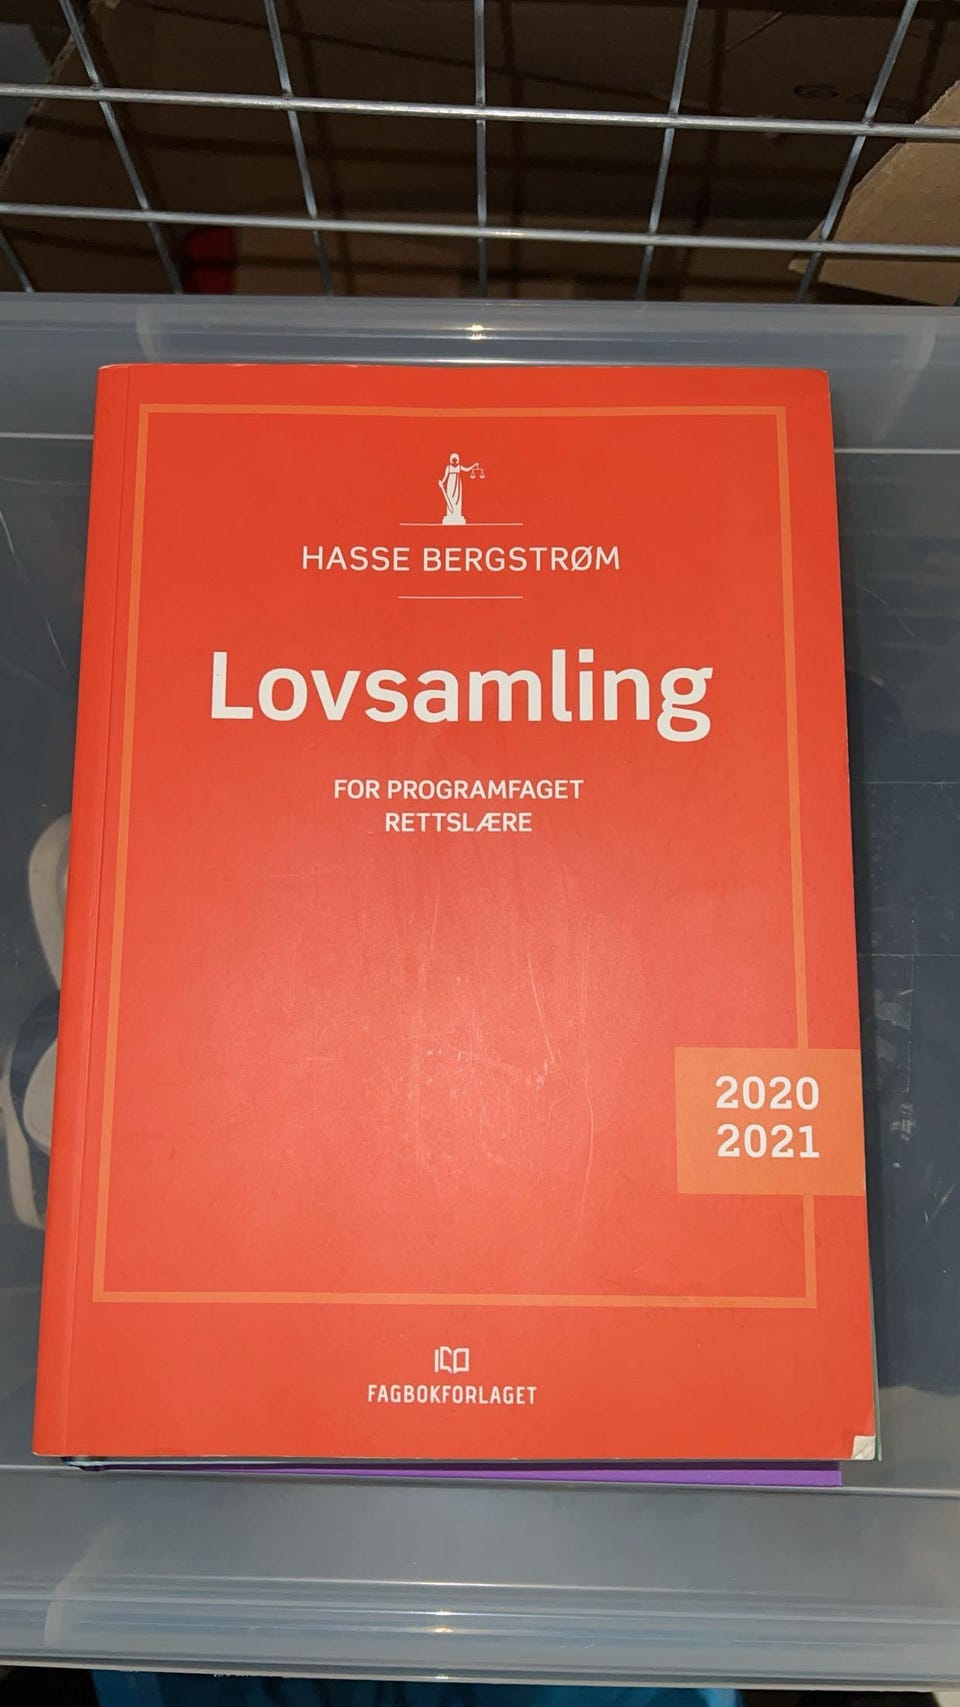 HASSE BERGSTRØM
Lovsamling
FOR PROGRAMFAGET
RETTSLÆRE
2020
2021
FAGBOKFORLAGET